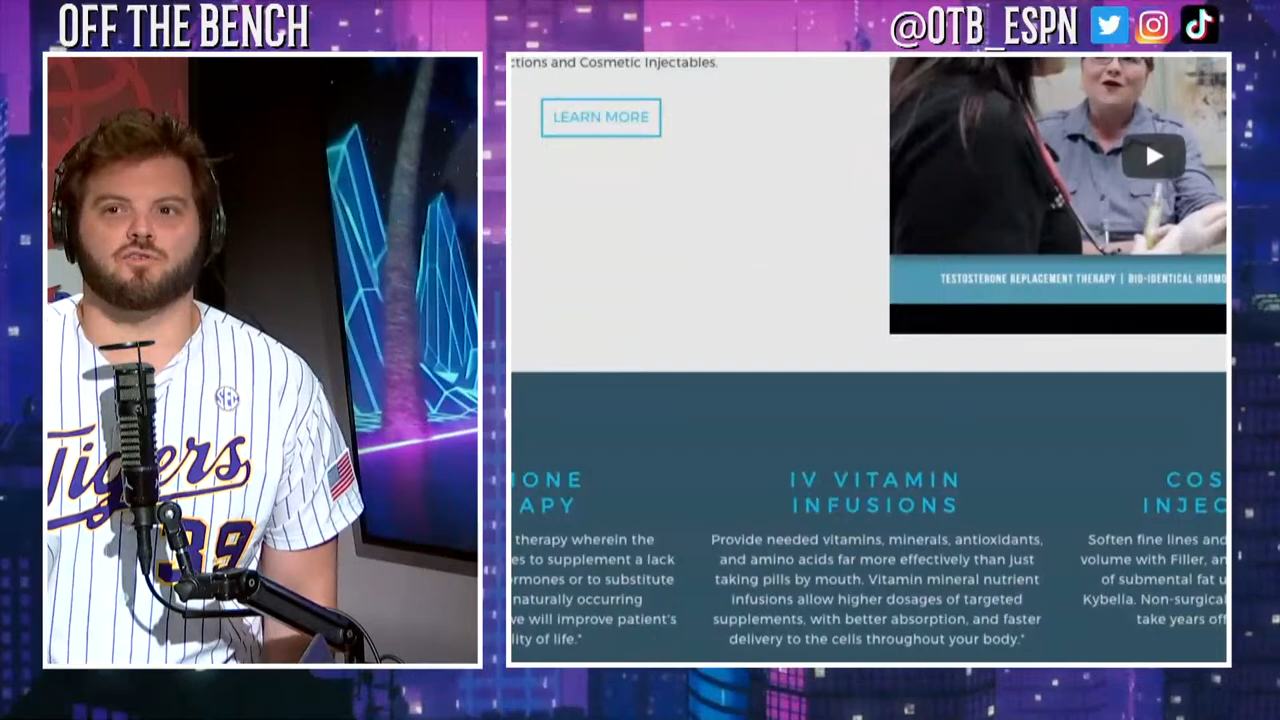 OFF THE BENCH
@OTB_ESPN
ctions and Cosmetic Injectables.
LEARN MORE
TESTOSTERONE REPLACEMENT THERAPY | BIO-IDENTICAL HORMO
SEC
Tigers
39
IONE
APY
therapy wherein the
es to supplement a lack
rmones or to substitute
naturally occurring
we will improve patient's
lity of life.*
IV VITAMIN
INFUSIONS
Provide needed vitamins, minerals, antioxidants,
and amino acids far more effectively than just
taking pills by mouth. Vitamin mineral nutrient
infusions allow higher dosages of targeted
supplements, with better absorption, and faster
delivery to the cells throughout your body.*
COS
INJEC
Soften fine lines and
volume with Filler, an
of submental fat u
Kybella. Non-surgical
take years off